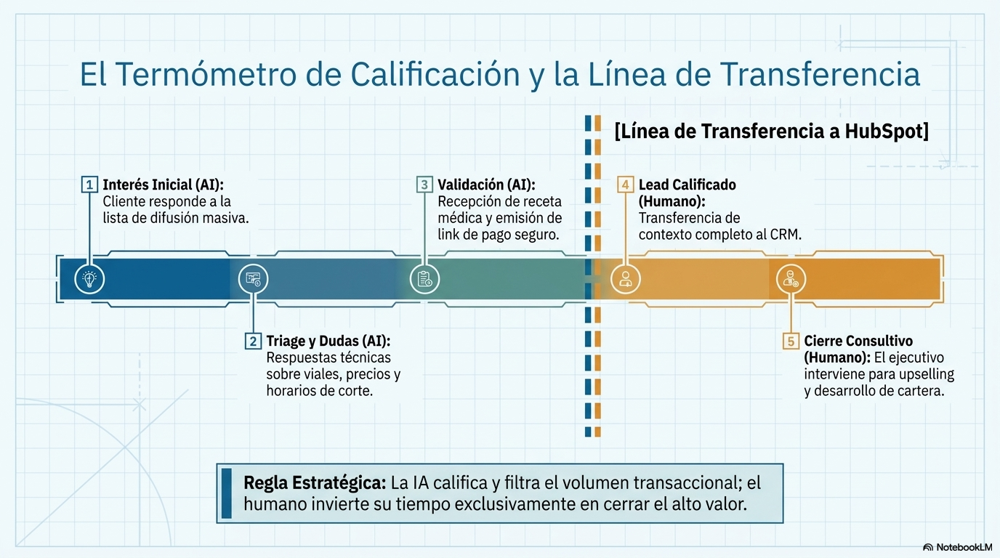 El Termómetro de Calificación y la Línea de Transferencia
[Línea de Transferencia a HubSpot]
1 Interés Inicial (AI):
Cliente responde a la
lista de difusión masiva.
2 Triage y Dudas (AI):
Respuestas técnicas
sobre viales, precios y
horarios de corte.
3 Validación (AI):
Recepción de receta
médica y emisión de
link de pago seguro.
4 Lead Calificado
(Humano):
Transferencia de
contexto completo al CRM.
5 Cierre Consultivo
(Humano): El ejecutivo
interviene para upselling
y desarrollo de cartera.
Regla Estratégica: La IA califica y filtra el volumen transaccional; el
humano invierte su tiempo exclusivamente en cerrar el alto valor.
NotebookLM